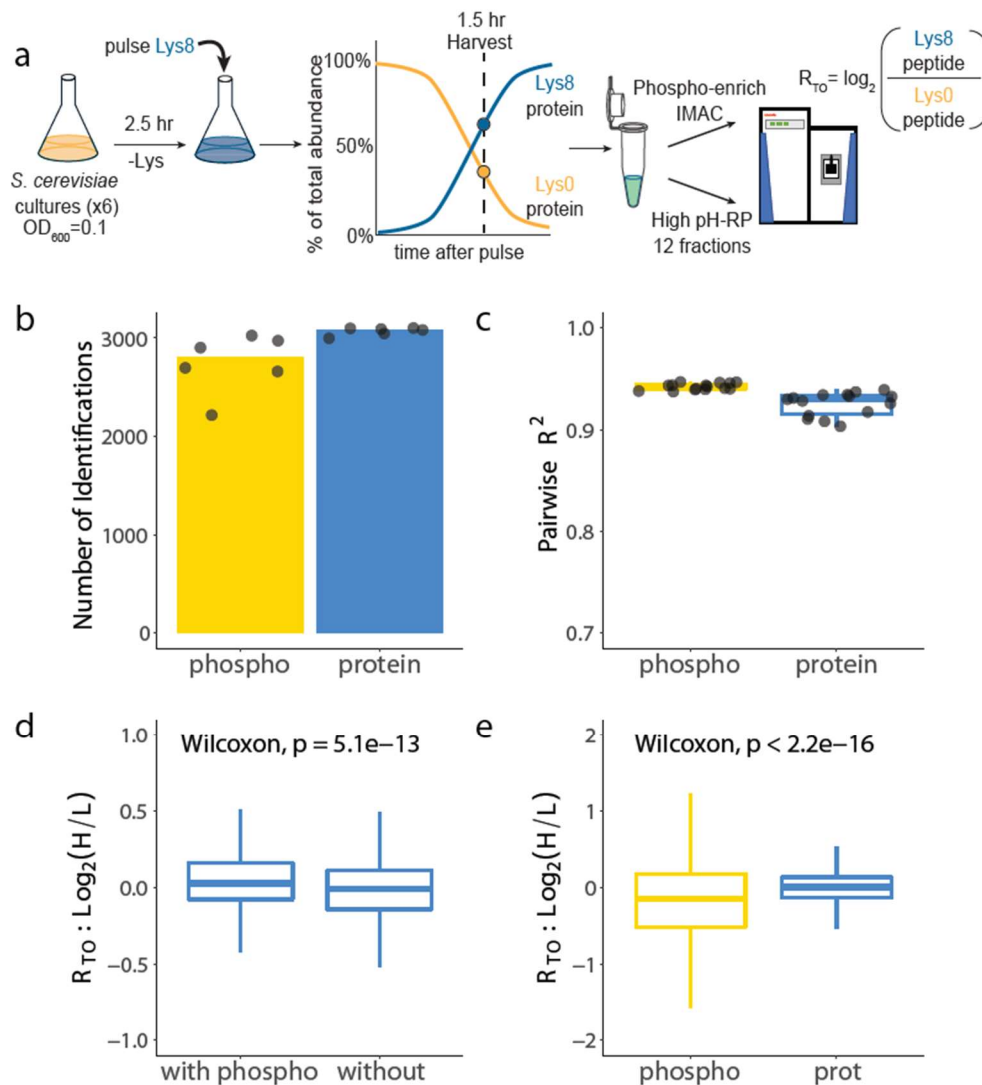 a
pulse Lys8
2.5 hr
-Lys
S. cerevisiae
cultures (x6)
OD600=0.1
% of total abundance
100%
50%
0%
1.5 hr
Harvest
Lys8
protein
Lys0
protein
time after pulse
Phospho-enrich
IMAC
High pH-RP
12 fractions
RTO= log2
Lys8
peptide
Lys0
peptide
b
Number of Identifications
3000
2000
1000
0
phospho
protein
c
Pairwise R2
1.0
0.9
0.8
0.7
phospho
protein
d
RTO : Log2(H/L)
1.0
0.5
0.0
−0.5
−1.0
Wilcoxon, p = 5.1e−13
with phospho
without
e
RTO : Log2(H/L)
2
1
0
−1
−2
Wilcoxon, p < 2.2e−16
phospho
prot